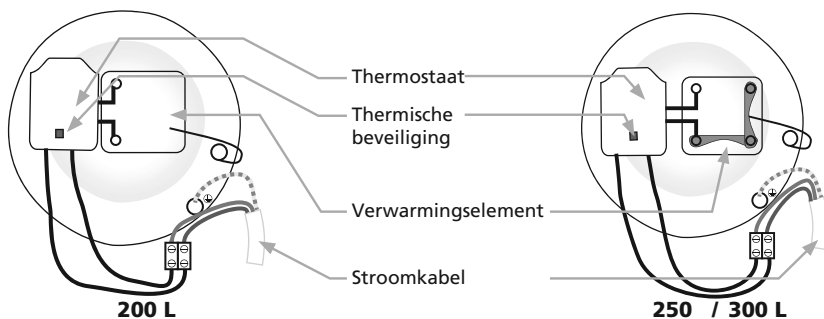 Thermostaat
Thermische
beveiliging
Verwarmingselement
Stroomkabel
200 L
250 / 300 L